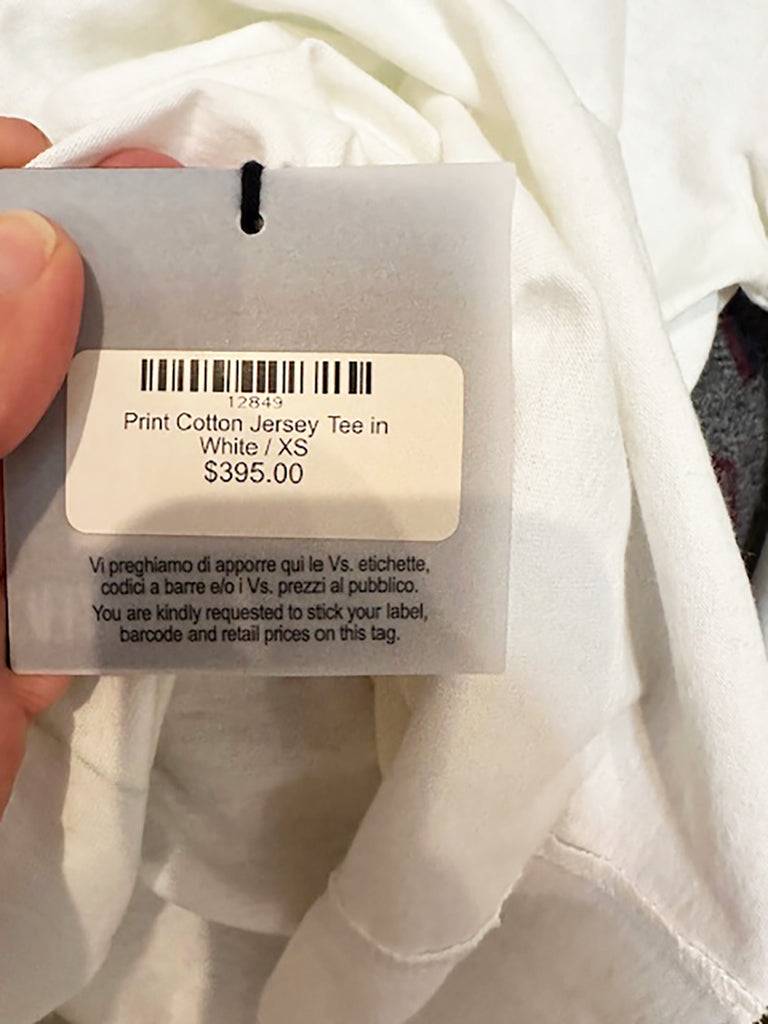 12849
Print Cotton Jersey Tee in
White / XS
$395.00
Vi preghiamo di apporre qui le Vs. etichette,
codici a barre e/o i Vs. prezzi al pubblico.
You are kindly requested to stick your label,
barcode and retail prices on this tag.